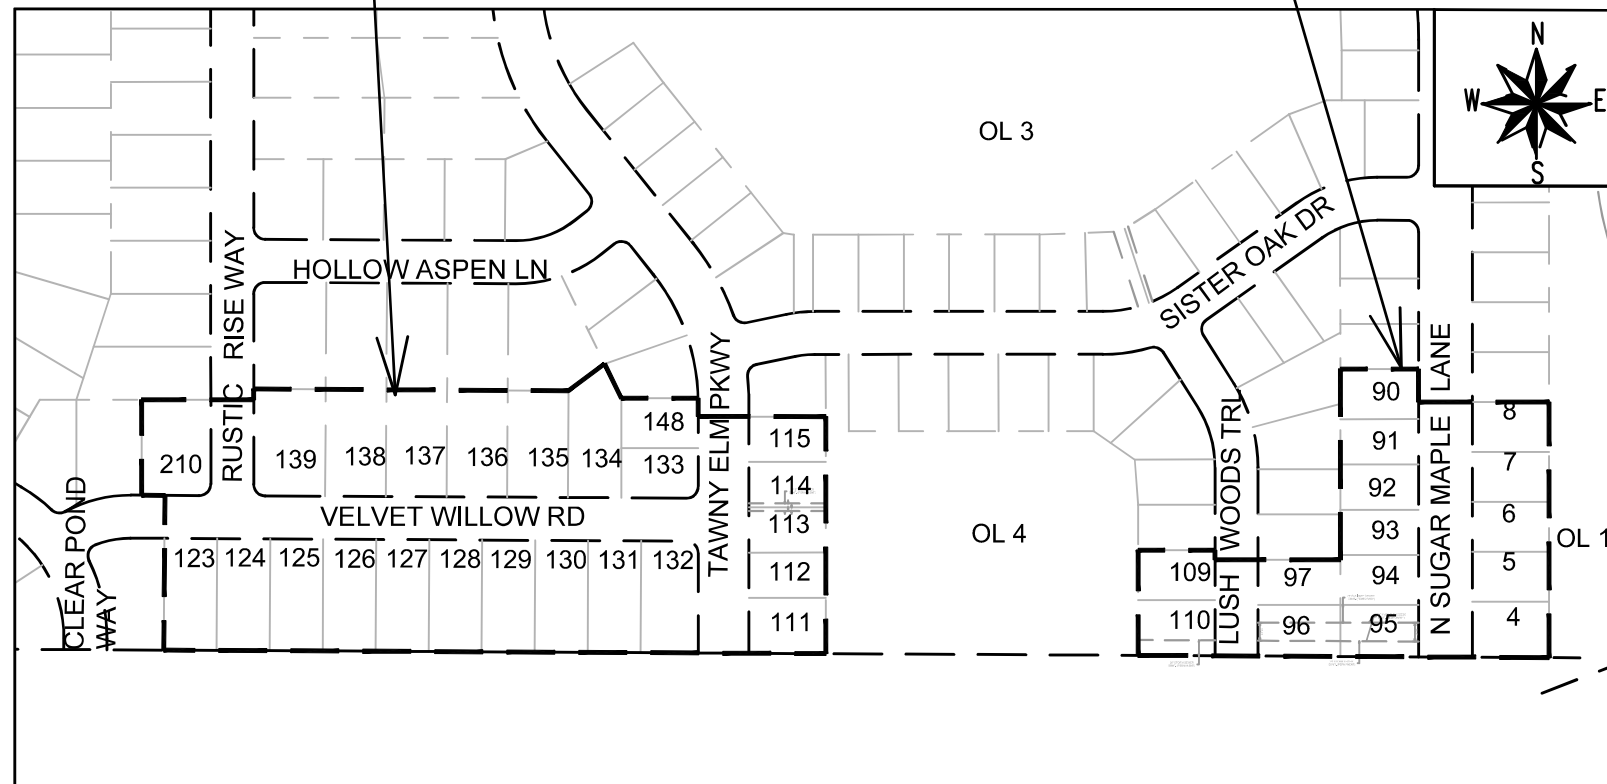 N
W E
S
OL 3
SISTER OAK DR
RUSTIC RISE WAY
HOLLOW ASPEN LN
TAWNY ELM PKWY
N SUGAR MAPLE LANE
LUSH WOODS TRL
90
8
148
115
91
210
139
138
137
136
135
134
133
7
114
92
VELVET WILLOW RD
113
93
6
OL 4
OL 1
CLEAR POND
WAY
123
124
125
126
127
128
129
130
131
132
112
109
97
94
5
111
110
96
95
4